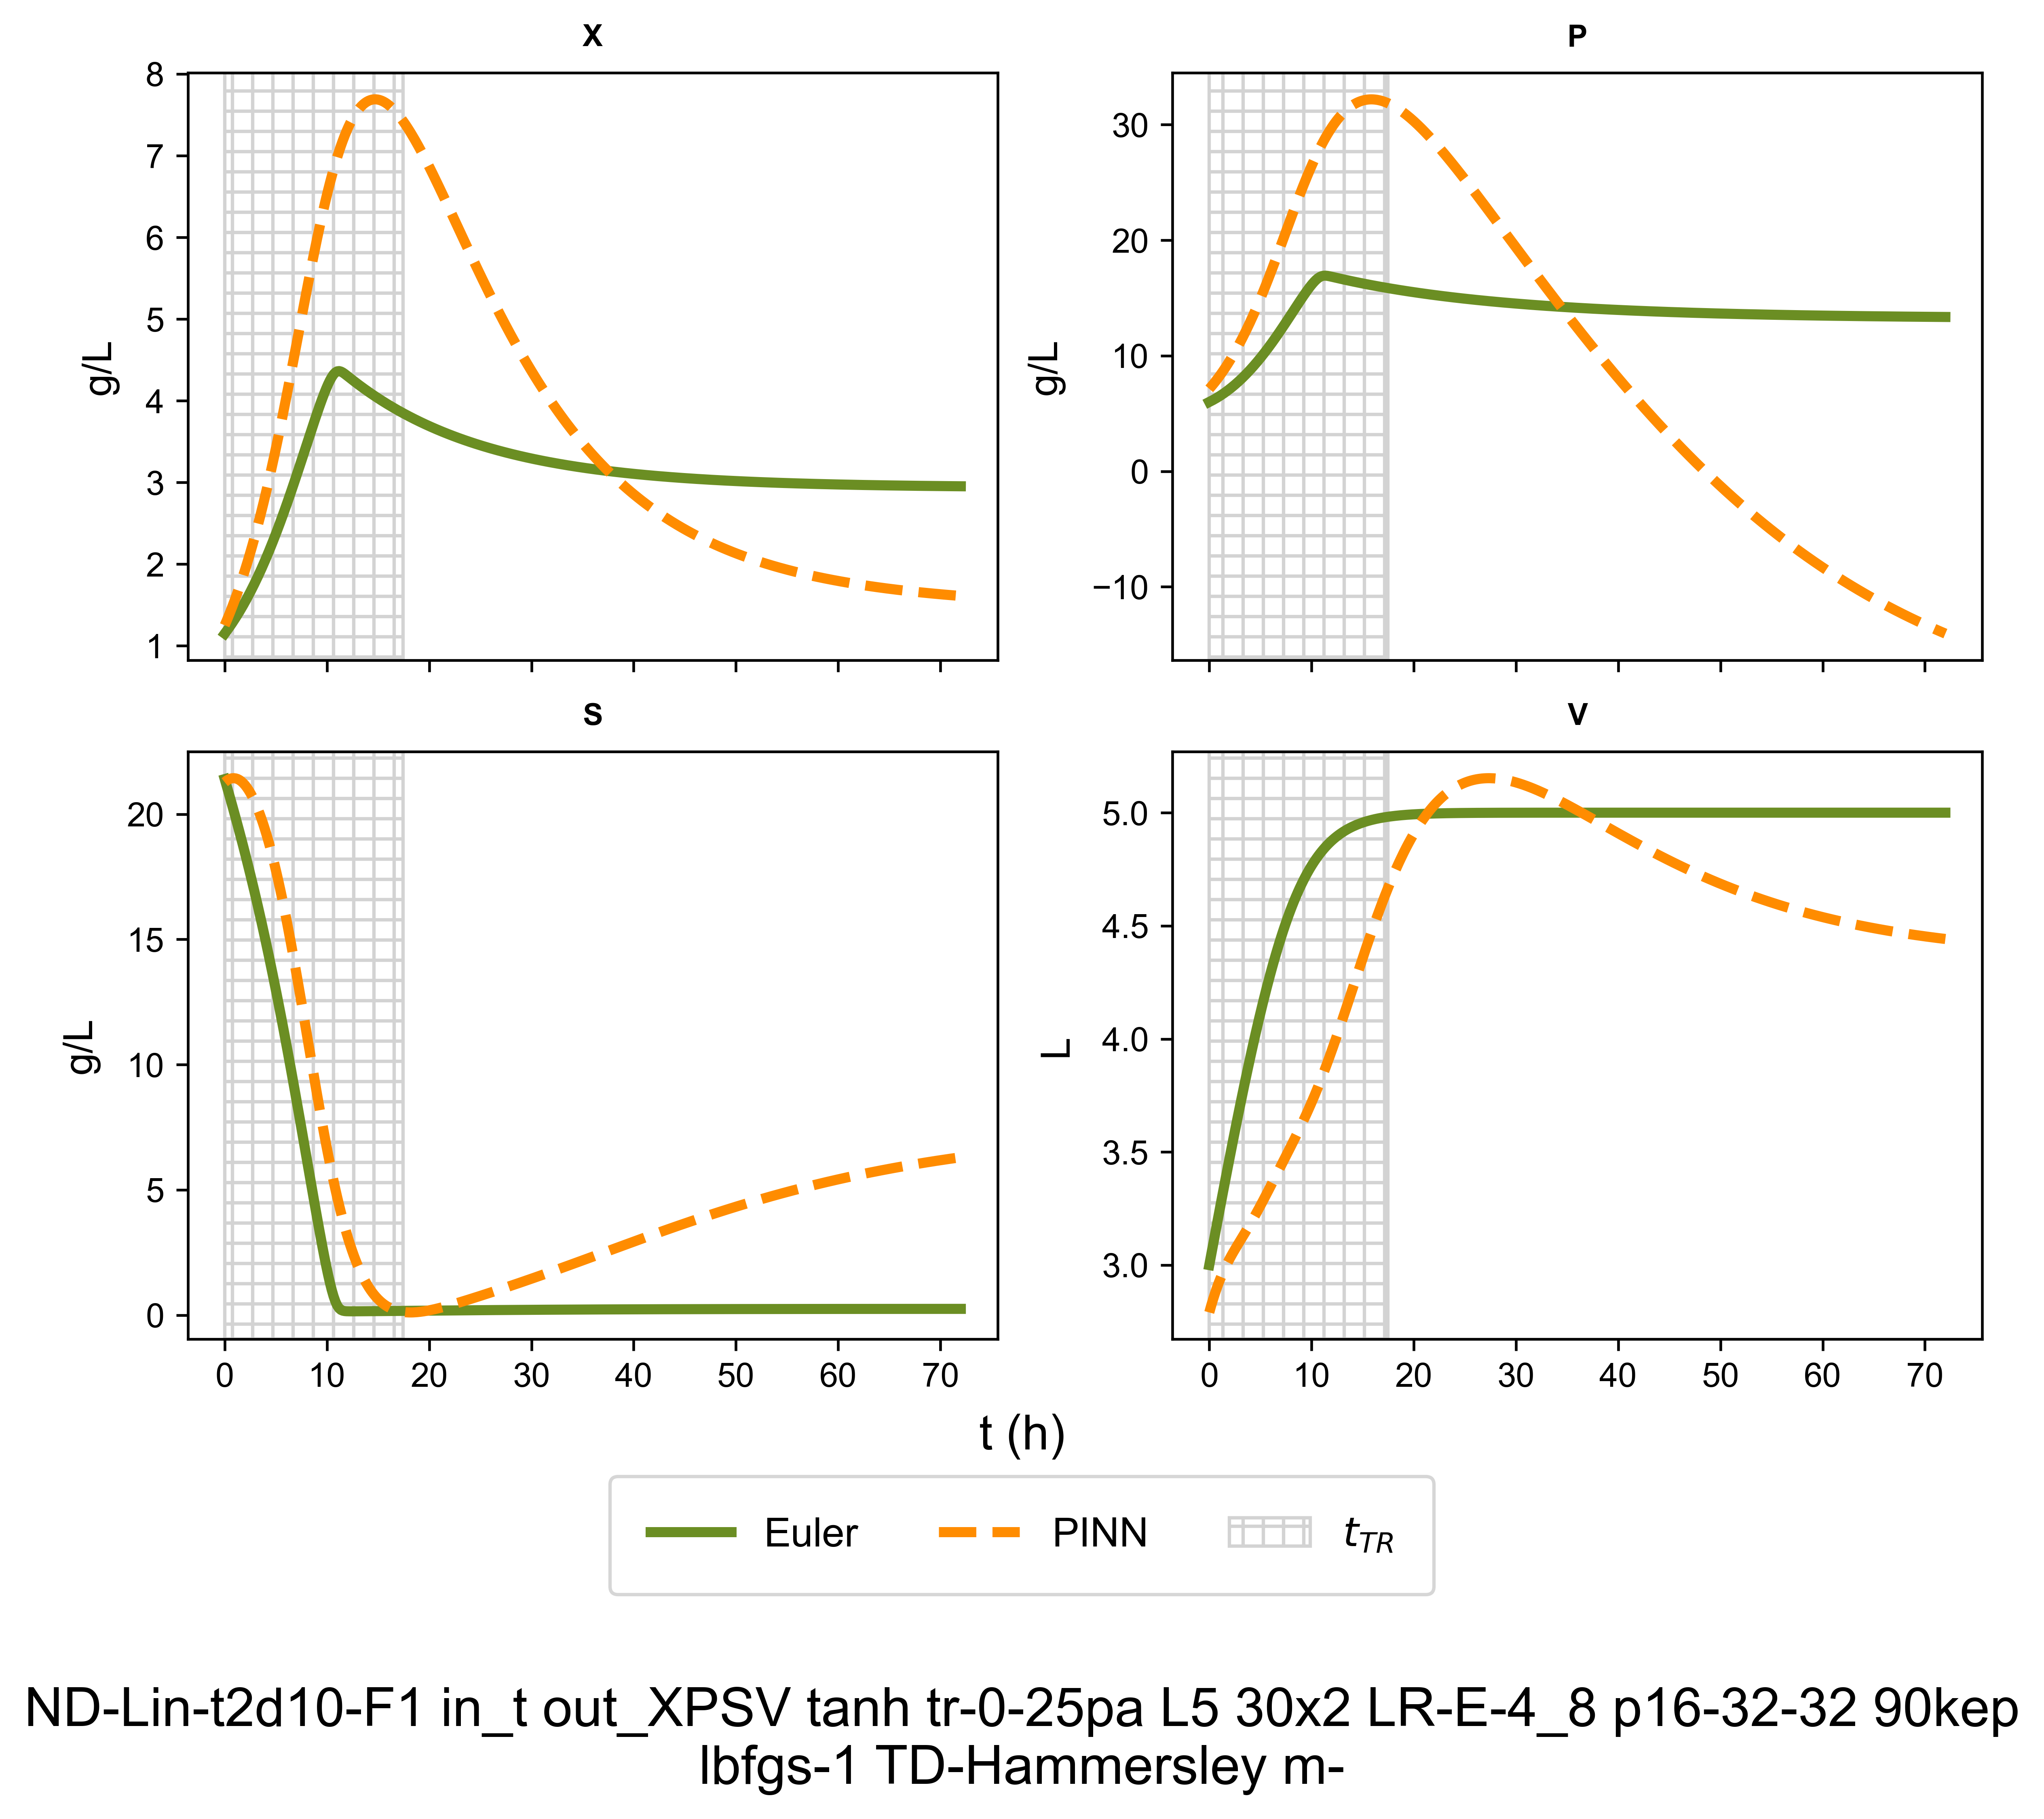 X
8
7
6
5
4
3
2
1
g/L
P
30
20
10
0
−10
g/L
S
20
15
10
5
0
g/L
0 10 20 30 40 50 60 70
V
5.0
4.5
4.0
3.5
3.0
L
0 10 20 30 40 50 60 70
t (h)
Euler PINN t_TR
ND-Lin-t2d10-F1 in_t out_XPSV tanh tr-0-25pa L5 30x2 LR-E-4_8 p16-32-32 90kep
lbfgs-1 TD-Hammersley m-